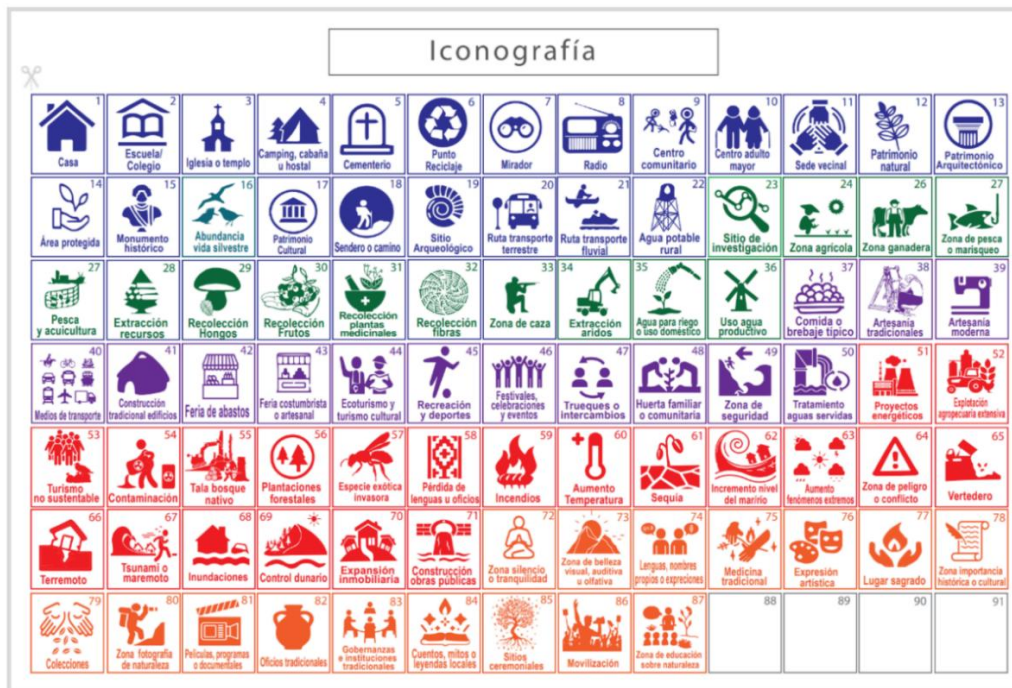 Iconografía
1
Casa
2
Escuela/
Colegio
3
Iglesia o templo
4
Camping, cabaña
u hostal
5
Cementerio
6
Punto
Reciclaje
7
Mirador
8
Radio
9
Centro
comunitario
10
Centro adulto
mayor
11
Sede vecinal
12
Patrimonio
natural
13
Patrimonio
Arquitectónico
14
Área protegida
15
Monumento
histórico
16
Abundancia
vida silvestre
17
Patrimonio
Cultural
18
Sendero o camino
19
Sitio
Arqueológico
20
Ruta transporte
terrestre
21
Ruta transporte
fluvial
22
Agua potable
rural
23
Sitio de
investigación
24
Zona agrícola
26
Zona ganadera
27
Zona de pesca
o marisqueo
27
Pesca
y acuicultura
28
Extracción
recursos
29
Recolección
Hongos
30
Recolección
Frutos
31
Recolección
plantas
medicinales
32
Recolección
fibras
33
Zona de caza
34
Extracción
aridos
35
Agua para riego
o uso doméstico
36
Uso agua
productivo
37
Comida o
brebaje típico
38
Artesanía
tradicionales
39
Artesanía
moderna
40
Medios de transporte
41
Construcción
tradicional edificios
42
Feria de abastos
43
Feria costumbrista
o artesanal
44
Ecoturismo y
turismo cultural
45
Recreación
y deportes
46
Festivales,
celebraciones
y eventos
47
Trueques o
intercambios
48
Huerta familiar
o comunitaria
49
Zona de
seguridad
50
Tratamiento
aguas servidas
51
Proyectos
energéticos
52
Explotación
agropecuaria extensiva
53
Turismo
no sustentable
54
Contaminación
55
Tala bosque
nativo
56
Plantaciones
forestales
57
Especie exótica
invasora
58
Pérdida de
lenguas u oficios
59
Incendios
60
Aumento
Temperatura
61
Sequía
62
Incremento nivel
del mar/río
63
Aumento
fenómenos extremos
64
Zona de peligro
o conflicto
65
Vertedero
66
Terremoto
67
Tsunami o
maremoto
68
Inundaciones
69
Control dunario
70
Expansión
inmobiliaria
71
Construcción
obras publicas
72
Zona silencio
o tranquilidad
73
Zona de belleza
visual, auditiva u
olfativa
74
Lenguas, nombres
propios o expreciones
75
Medicina
tradicional
76
Expresión
artística
77
Lugar sagrado
78
Zona importancia
histórica o cultural
79
Colecciones
80
Zona fotografía
de naturaleza
81
Películas, programas
o documentales
82
Oficios tradicionales
83
Gobernanzas
e instituciones
tradicionales
84
Cuentos, mitos o
leyendas locales
85
Sitios
ceremoniales
86
Movilización
87
Zona de educación
sobre naturaleza
88
89
90
91